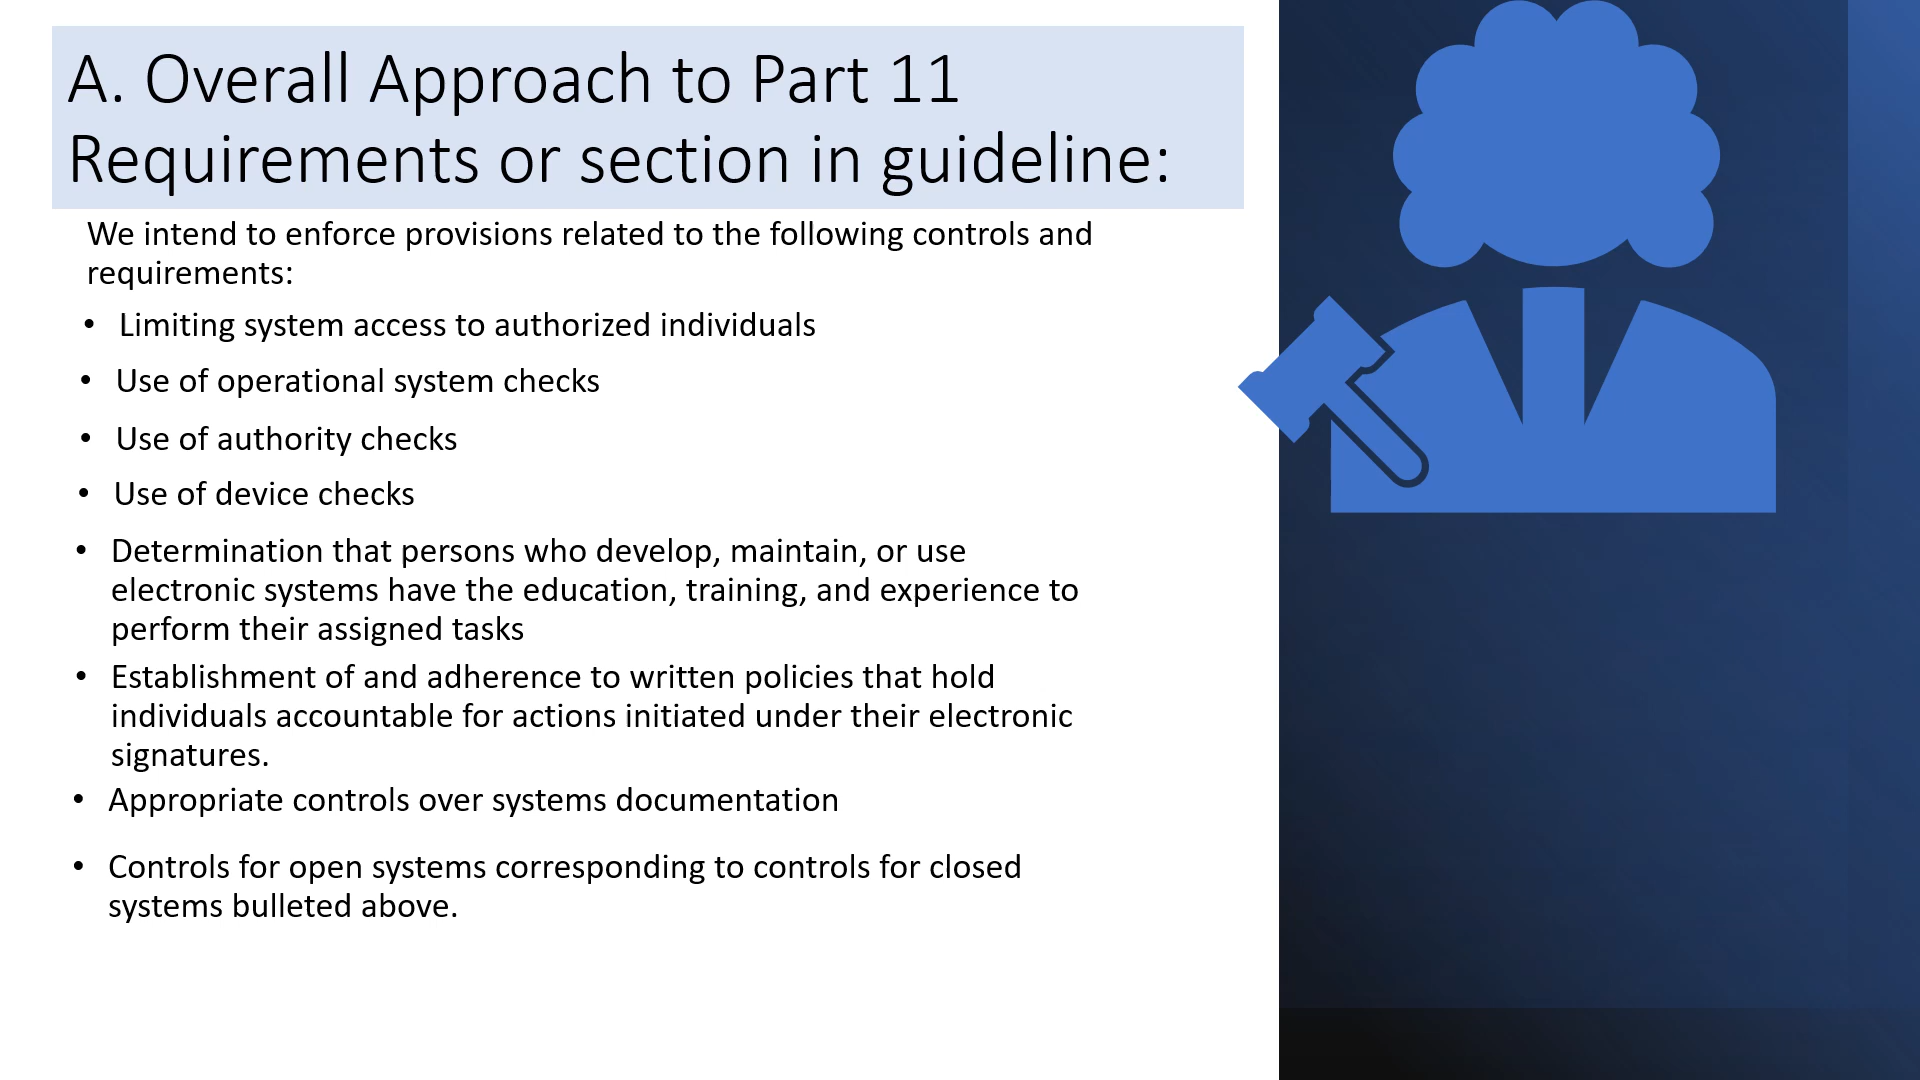 A. Overall Approach to Part 11
Requirements or section in guideline:
We intend to enforce provisions related to the following controls and
requirements:
• Limiting system access to authorized individuals
• Use of operational system checks
• Use of authority checks
• Use of device checks
• Determination that persons who develop, maintain, or use
electronic systems have the education, training, and experience to
perform their assigned tasks
• Establishment of and adherence to written policies that hold
individuals accountable for actions initiated under their electronic
signatures.
• Appropriate controls over systems documentation
• Controls for open systems corresponding to controls for closed
systems bulleted above.